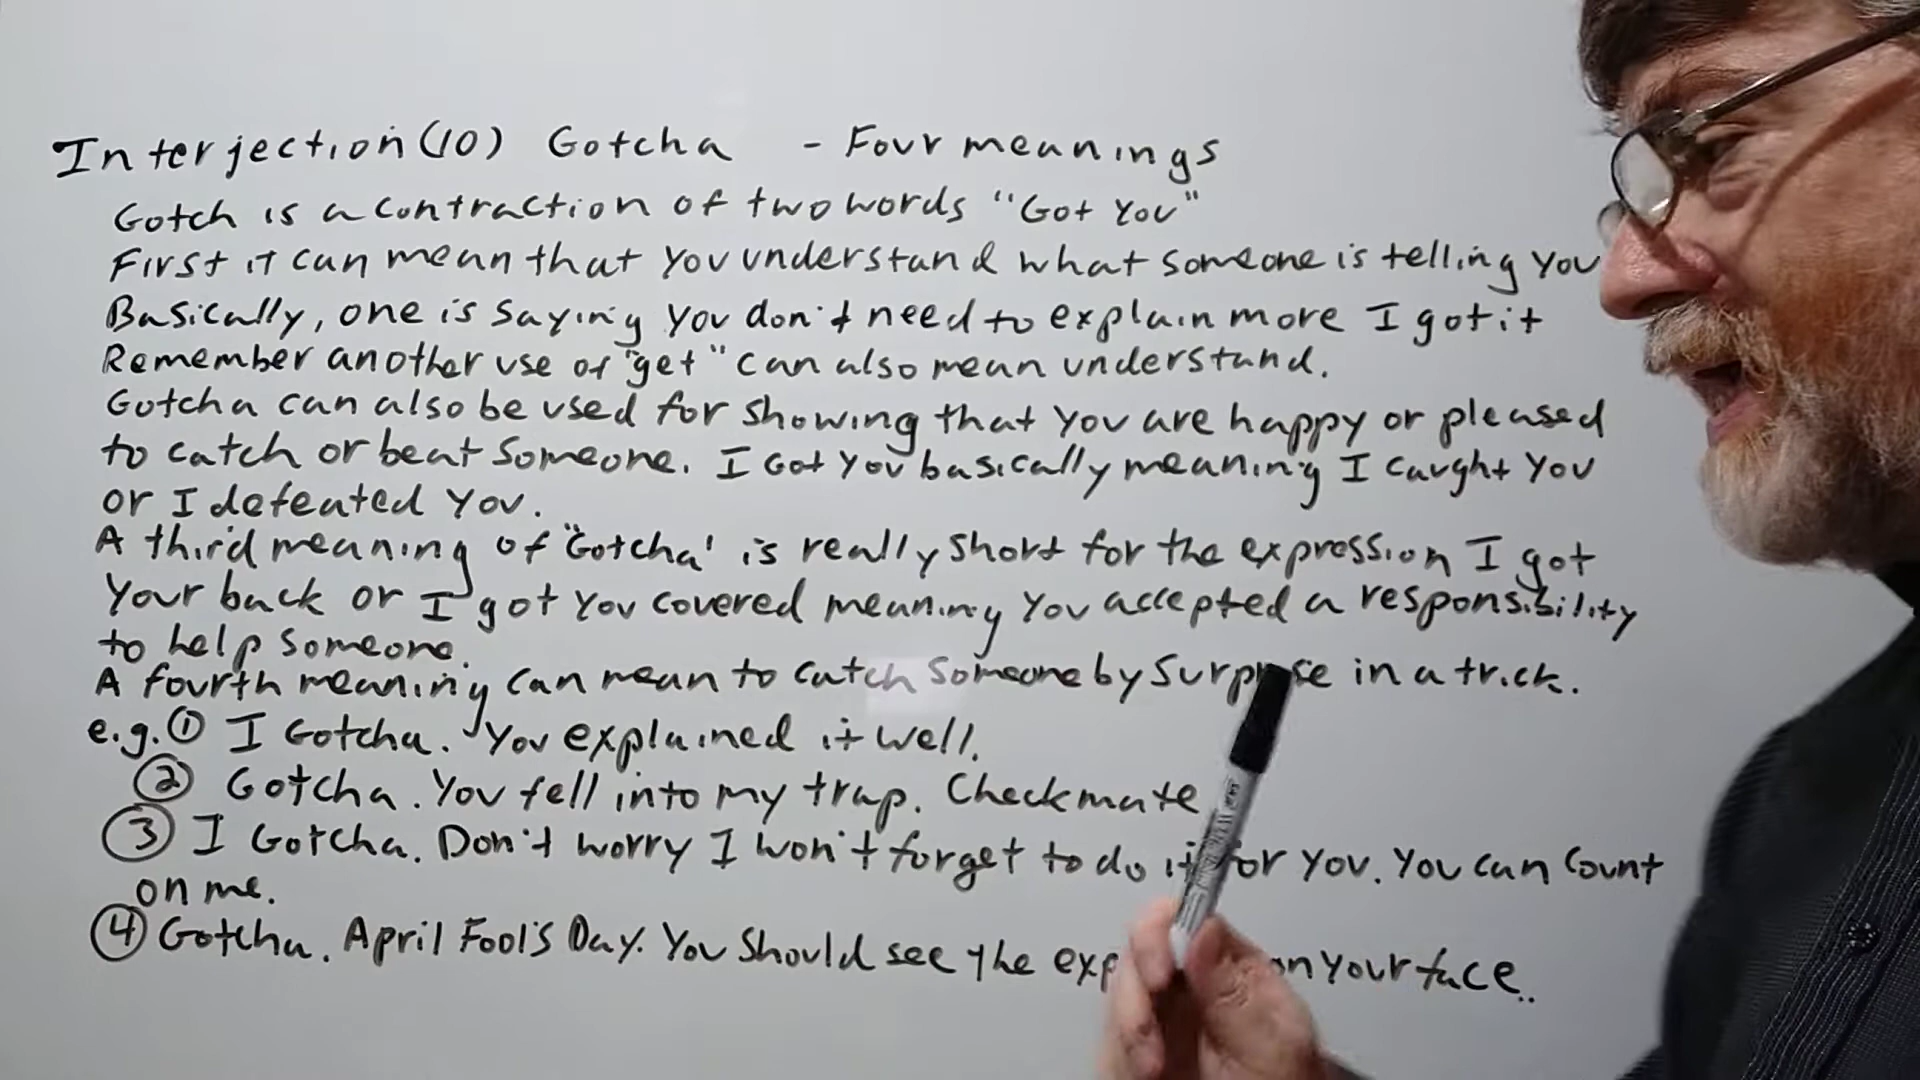 Interjection (10) Gotcha - Four meanings
Gotch is a contraction of two words "Got You"
First it can mean that you understand what someone is telling you
Basically, one is saying you don't need to explain more I got it
Remember another use of "get" can also mean understand.
Gotcha can also be used for showing that you are happy or pleased
to catch or beat someone. I Got you basically meaning I caught you
or I defeated you.
A third meaning of "Gotcha' is really short for the expression I got
your back or I got you covered meaning you accepted a responsibility
to help someone.
A fourth meaning can mean to catch someone by surprise in a trick.
e.g. ① I Gotcha. You explained it well.
② Gotcha. You fell into my trap. Checkmate
③ I Gotcha. Don't worry I won't forget to do it for you. You can count
on me.
④ Gotcha. April Fool's Day. You should see the on your face..